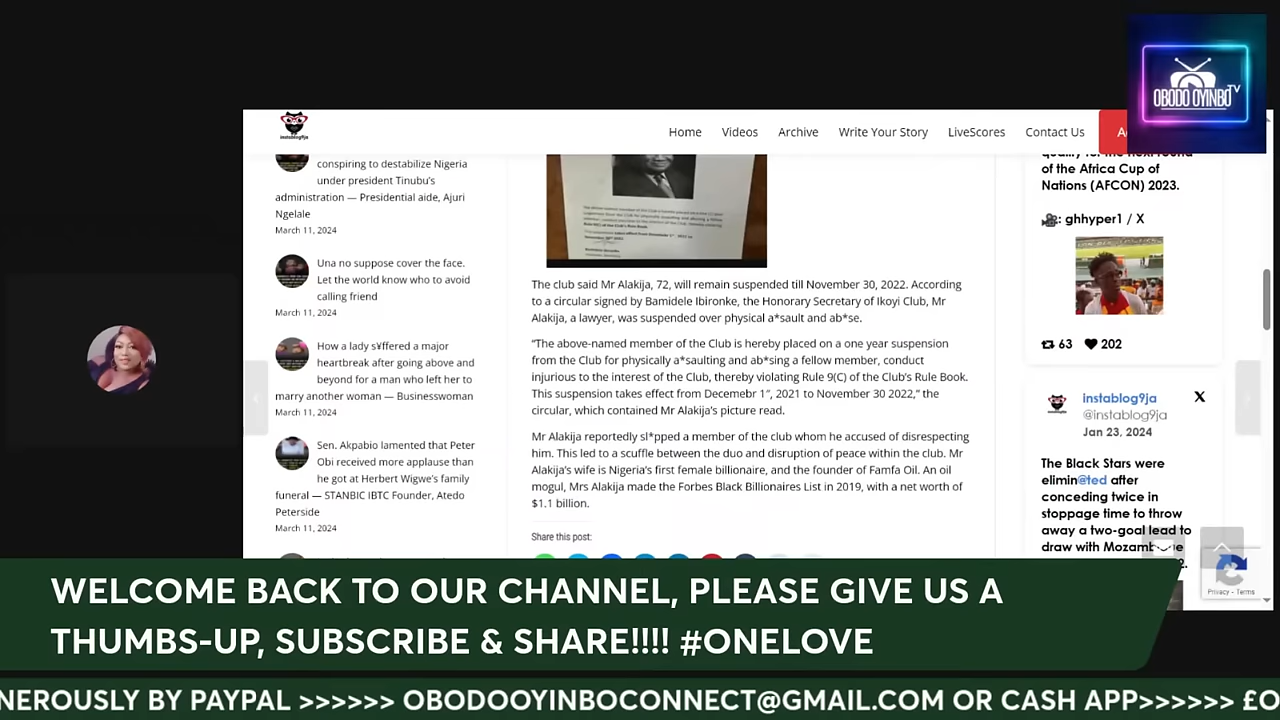 OBODO OYINBO TV
instablog9ja
Home
Videos
Archive
Write Your Story
LiveScores
Contact Us
conspiring to destabilize Nigeria
under president Tinubu's
administration — Presidential aide, Ajuri
Ngelale
March 11, 2024
Una no suppose cover the face.
Let the world know who to avoid
calling friend
March 11, 2024
How a lady s¥ffered a major
heartbreak after going above and
beyond for a man who left her to
marry another woman — Businesswoman
March 11, 2024
Sen. Akpabio lamented that Peter
Obi received more applause than
he got at Herbert Wigwe's family
funeral — STANBIC IBTC Founder, Atedo
Peterside
March 11, 2024
The club said Mr Alakija, 72, will remain suspended till November 30, 2022. According
to a circular signed by Bamidele Ibironke, the Honorary Secretary of Ikoyi Club, Mr
Alakija, a lawyer, was suspended over physical a*sault and ab*se.
"The above-named member of the Club is hereby placed on a one year suspension
from the Club for physically a*saulting and ab*sing a fellow member, conduct
injurious to the interest of the Club, thereby violating Rule 9(C) of the Club's Rule Book.
This suspension takes effect from Decemebr 1", 2021 to November 30 2022," the
circular, which contained Mr Alakija's picture read.
Mr Alakija reportedly sl*pped a member of the club whom he accused of disrespecting
him. This led to a scuffle between the duo and disruption of peace within the club. Mr
Alakija's wife is Nigeria's first female billionaire, and the founder of Famfa Oil. An oil
mogul, Mrs Alakija made the Forbes Black Billionaires List in 2019, with a net worth of
$1.1 billion.
Share this post:
of the Africa Cup of
Nations (AFCON) 2023.
: ghhyper1 / X
63 202
instablog9ja
@instablog9ja
Jan 23, 2024
The Black Stars were
elimin@ted after
conceding twice in
stoppage time to throw
away a two-goal lead to
draw with Mozambique
Privacy - Terms
WELCOME BACK TO OUR CHANNEL, PLEASE GIVE US A
THUMBS-UP, SUBSCRIBE & SHARE!!!! #ONELOVE
NEROUSLY BY PAYPAL >>>>>> OBODOOYINBOCONNECT@GMAIL.COM OR CASH APP>>>>>> £O